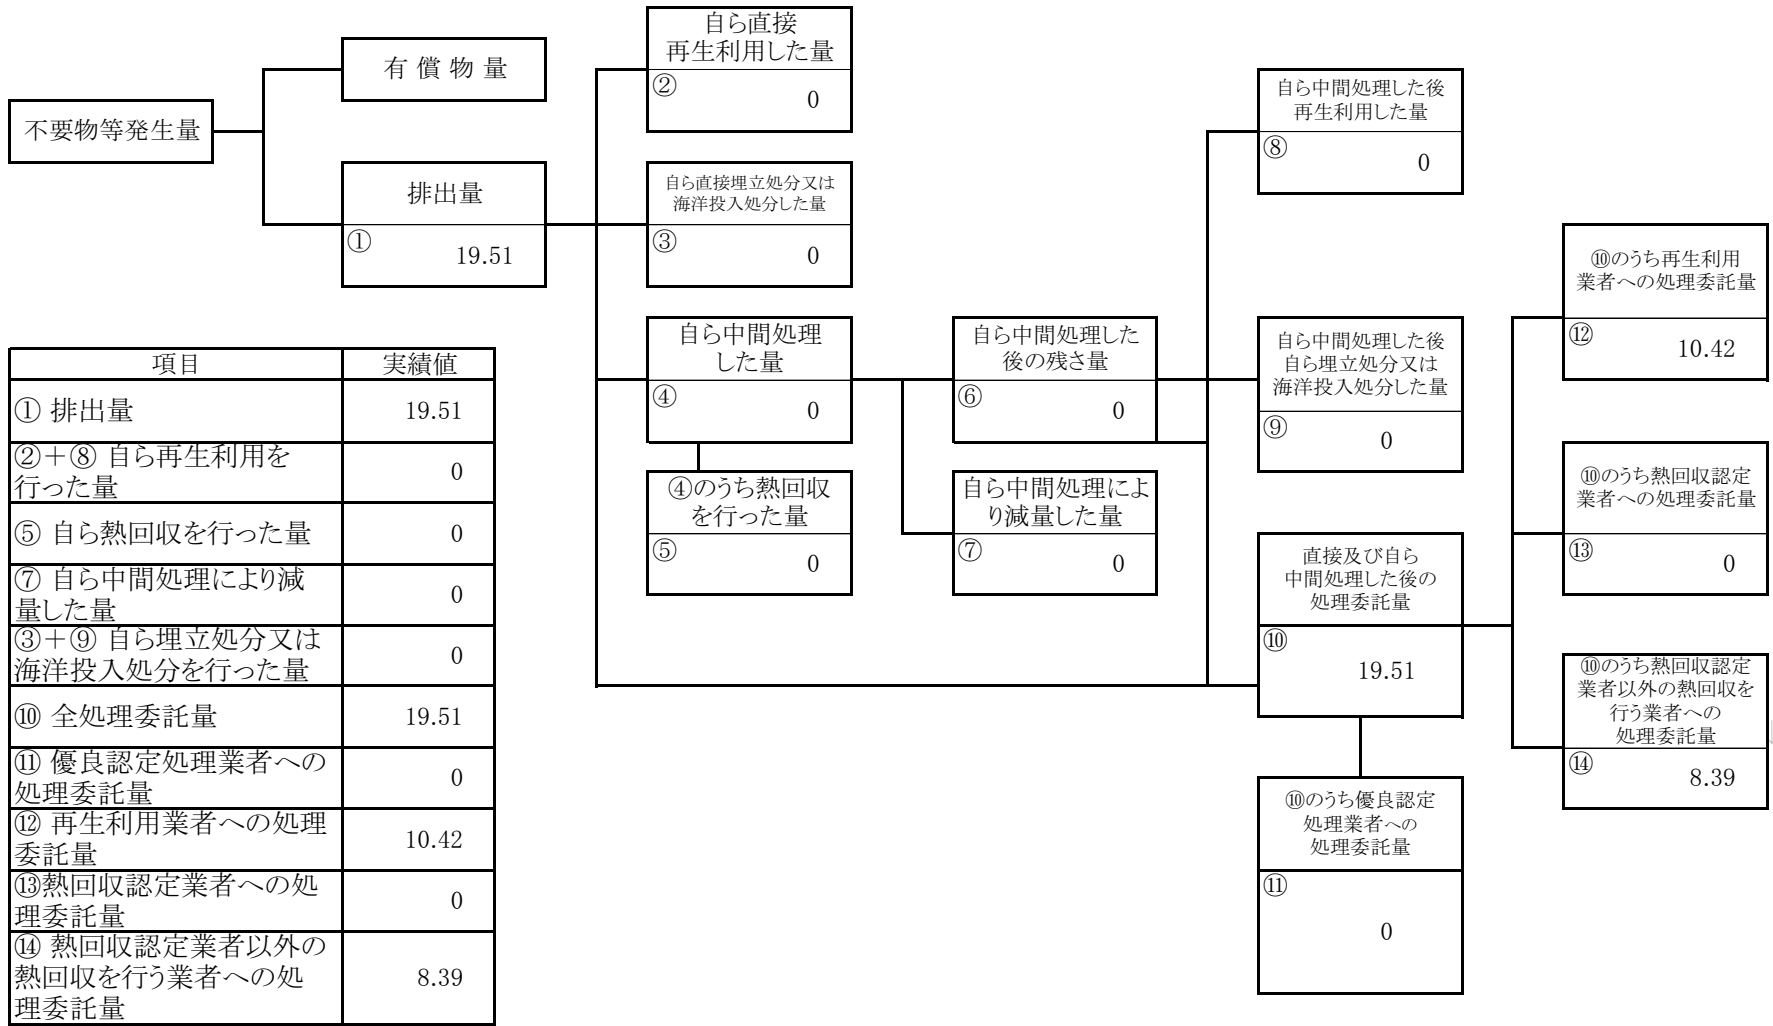 不要物等発生量
有 償 物 量
排出量
①
19.51
自ら直接
再生利用した量
②
0
自ら直接埋立処分又は
海洋投入処分した量
③
0
自ら中間処理
した量
④
0
④のうち熱回収
を行った量
⑤
0
自ら中間処理した
後の残さ量
⑥
0
自ら中間処理によ
り減量した量
⑦
0
自ら中間処理した後
再生利用した量
⑧
0
自ら中間処理した後
自ら埋立処分又は
海洋投入処分した量
⑨
0
直接及び自ら
中間処理した後の
処理委託量
⑩
19.51
⑩のうち優良認定
処理業者への
処理委託量
⑪
0
⑩のうち再生利用
業者への処理委託量
⑫
10.42
⑩のうち熱回収認定
業者への処理委託量
⑬
0
⑩のうち熱回収認定
業者以外の熱回収を
行う業者への
処理委託量
⑭
8.39
項目 実績値
① 排出量 19.51
②＋⑧ 自ら再生利用を
行った量 0
⑤ 自ら熱回収を行った量 0
⑦ 自ら中間処理により減
量した量 0
③＋⑨ 自ら埋立処分又は
海洋投入処分を行った量 0
⑩ 全処理委託量 19.51
⑪ 優良認定処理業者への
処理委託量 0
⑫ 再生利用業者への処理
委託量 10.42
⑬熱回収認定業者への処
理委託量 0
⑭ 熱回収認定業者以外の
熱回収を行う業者への処
理委託量 8.39